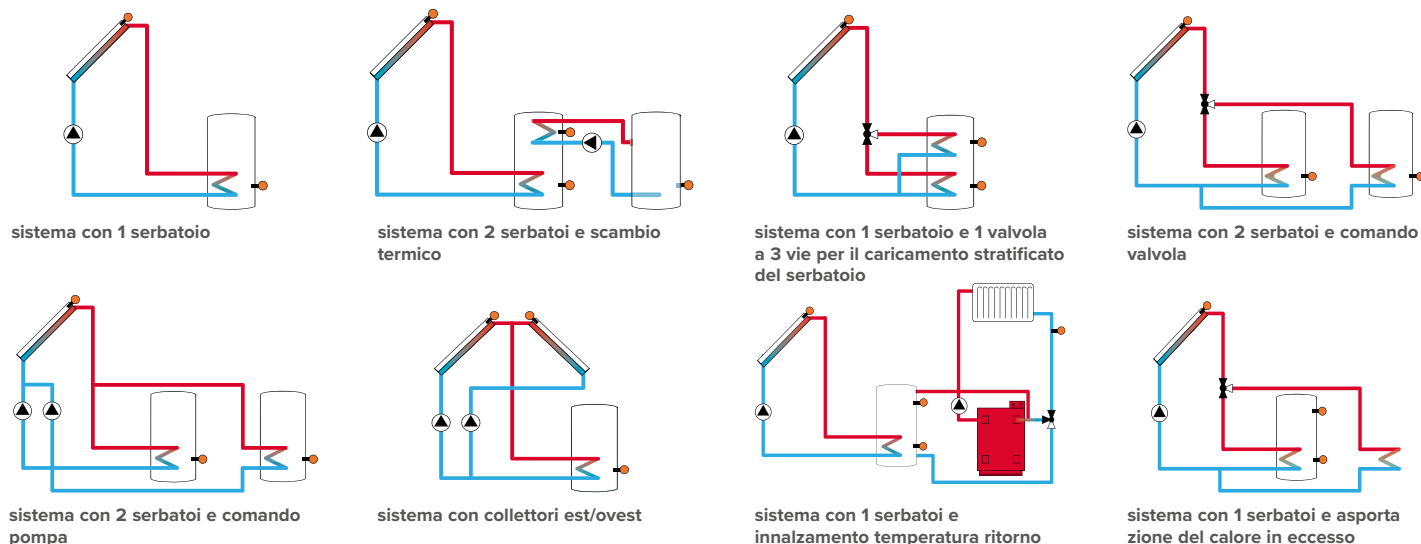 sistema con 1 serbatoio
sistema con 2 serbatoi e scambio
termico
sistema con 1 serbatoio e 1 valvola
a 3 vie per il caricamento stratificato
del serbatoio
sistema con 2 serbatoi e comando
valvola
sistema con 2 serbatoi e comando
pompa
sistema con collettori est/ovest
sistema con 1 serbatoi e
innalzamento temperatura ritorno
sistema con 1 serbatoi e asporta
zione del calore in eccesso